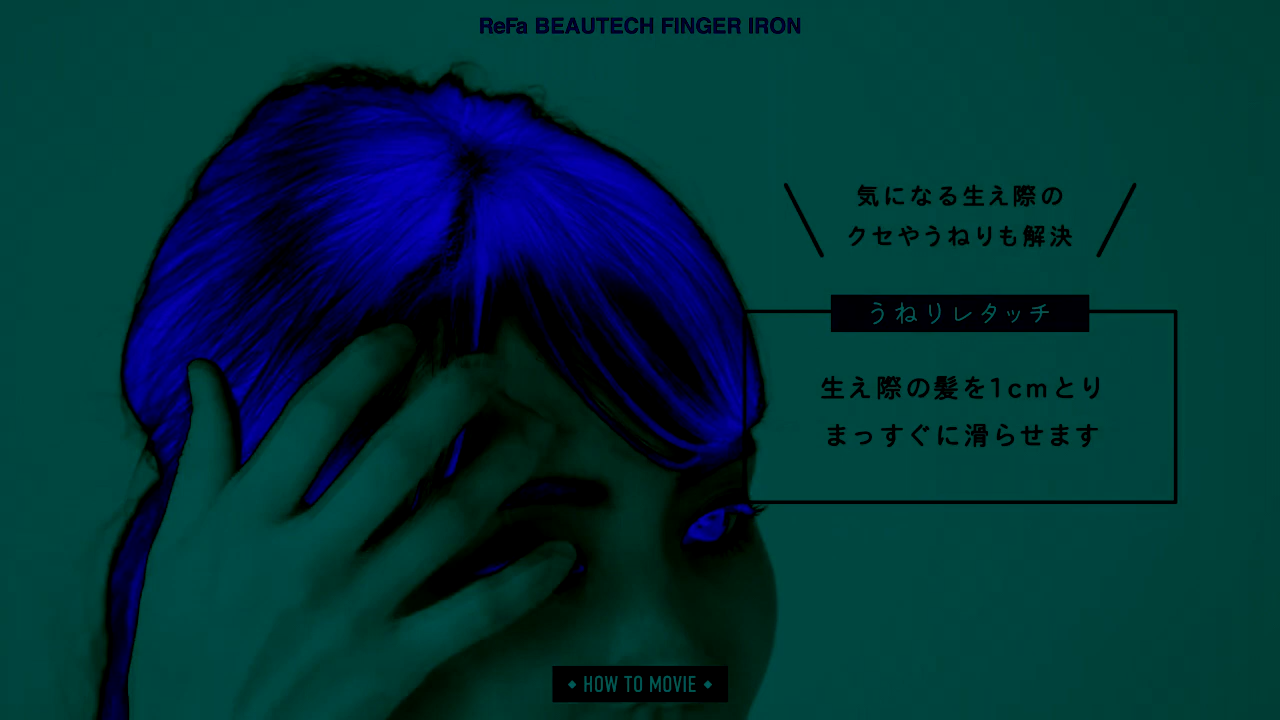 ReFa BEAUTECH FINGER IRON
気になる生え際の
クセやうねりも解決
うねりレタッチ
生え際の髪を1cmとり
まっすぐに滑らせます
HOW TO MOVIE